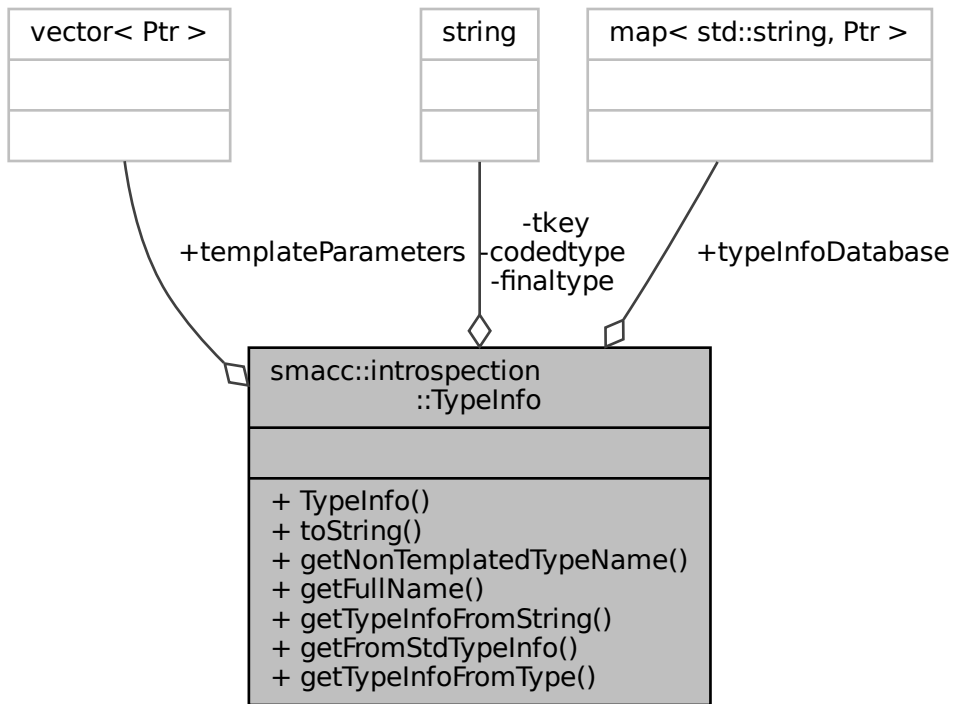 vector< Ptr >
string
map< std::string, Ptr >
+templateParameters
-tkey
-codedtype
-finaltype
+typeInfoDatabase
smacc::introspection
::TypeInfo
+ TypeInfo()
+ toString()
+ getNonTemplatedTypeName()
+ getFullName()
+ getTypeInfoFromString()
+ getFromStdTypeInfo()
+ getTypeInfoFromType()